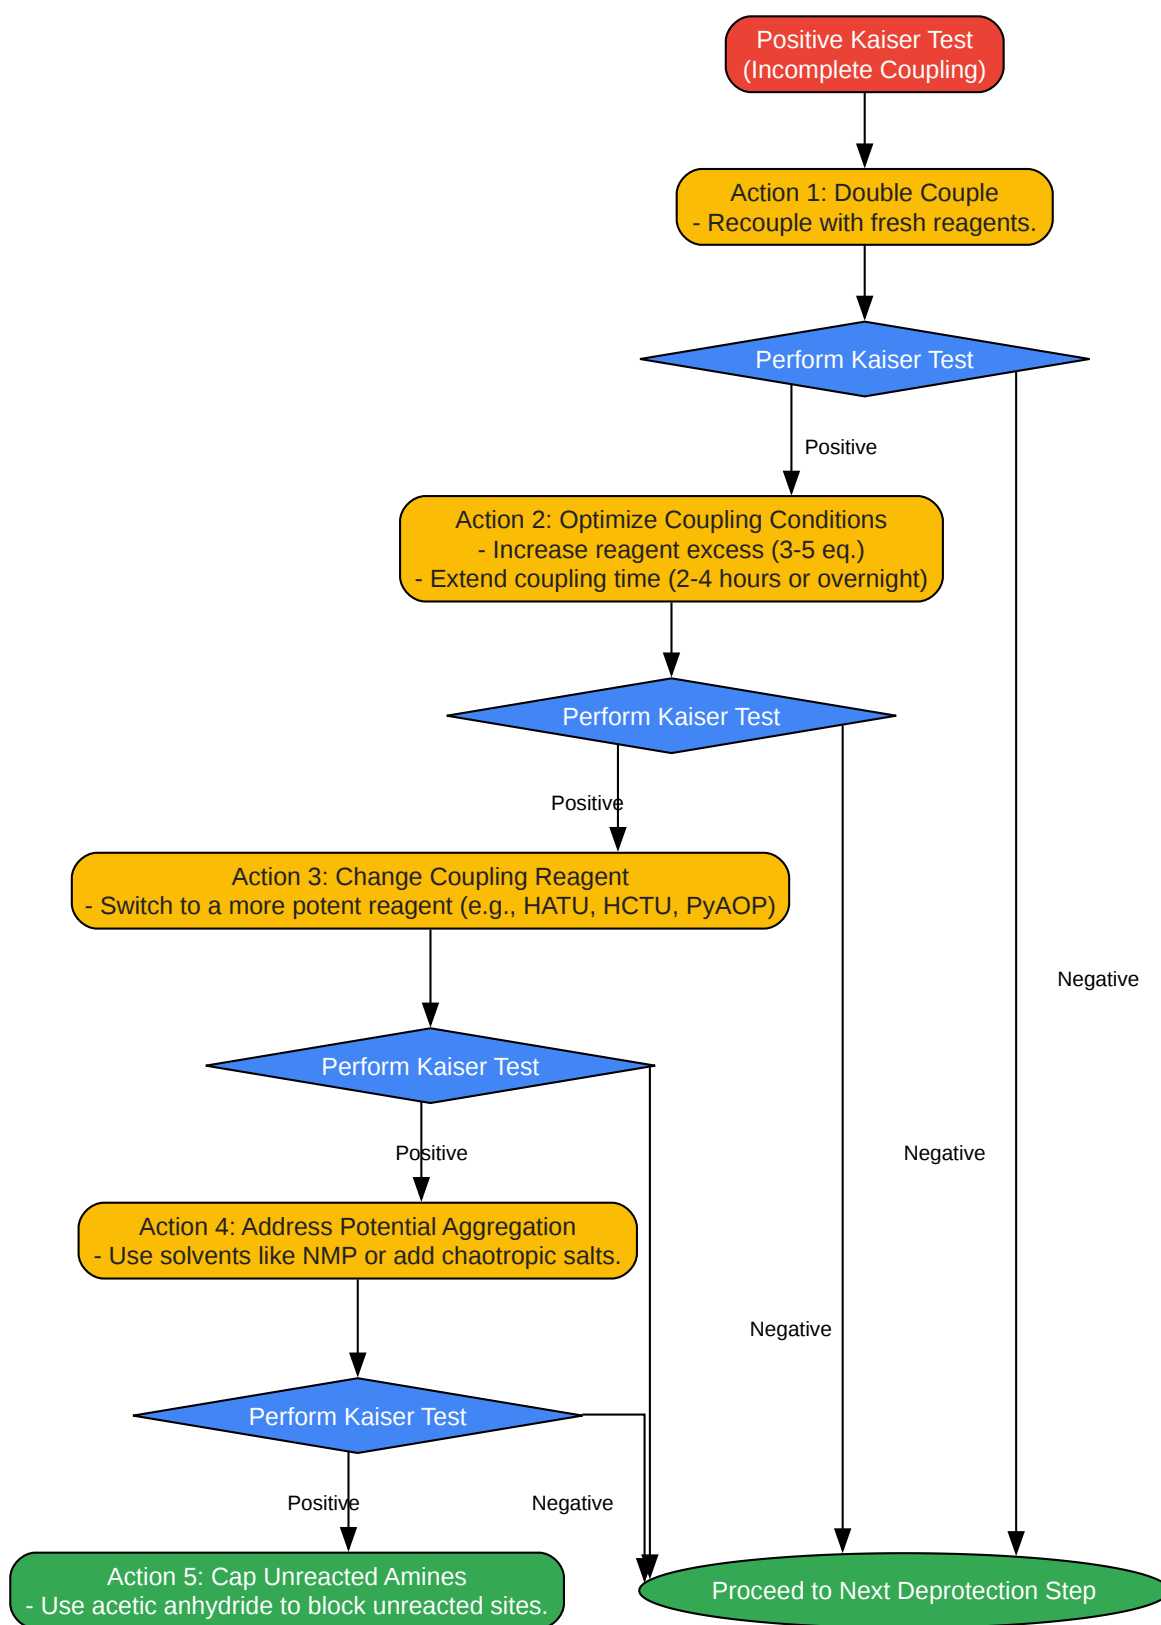 Positive Kaiser Test
(Incomplete Coupling)
Action 1: Double Couple
- Recouple with fresh reagents.
Perform Kaiser Test
Positive
Action 2: Optimize Coupling Conditions
- Increase reagent excess (3-5 eq.)
- Extend coupling time (2-4 hours or overnight)
Perform Kaiser Test
Positive
Action 3: Change Coupling Reagent
- Switch to a more potent reagent (e.g., HATU, HCTU, PyAOP)
Negative
Perform Kaiser Test
Positive
Negative
Action 4: Address Potential Aggregation
- Use solvents like NMP or add chaotropic salts.
Negative
Perform Kaiser Test
Positive
Negative
Action 5: Cap Unreacted Amines
- Use acetic anhydride to block unreacted sites.
Proceed to Next Deprotection Step